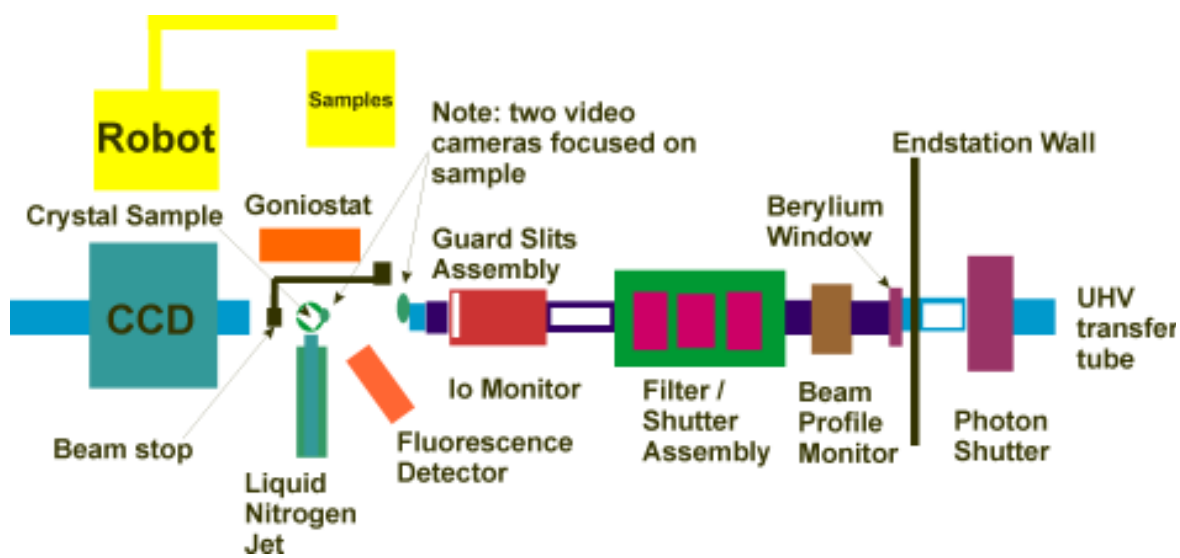 Samples
Robot
Note: two video
cameras focused on
sample
Endstation Wall
Crystal Sample
Goniostat
Berylium
Window
Guard Slits
Assembly
CCD
UHV
transfer
tube
Io Monitor
Filter /
Shutter
Assembly
Beam
Profile
Monitor
Photon
Shutter
Beam stop
Fluorescence
Detector
Liquid
Nitrogen
Jet